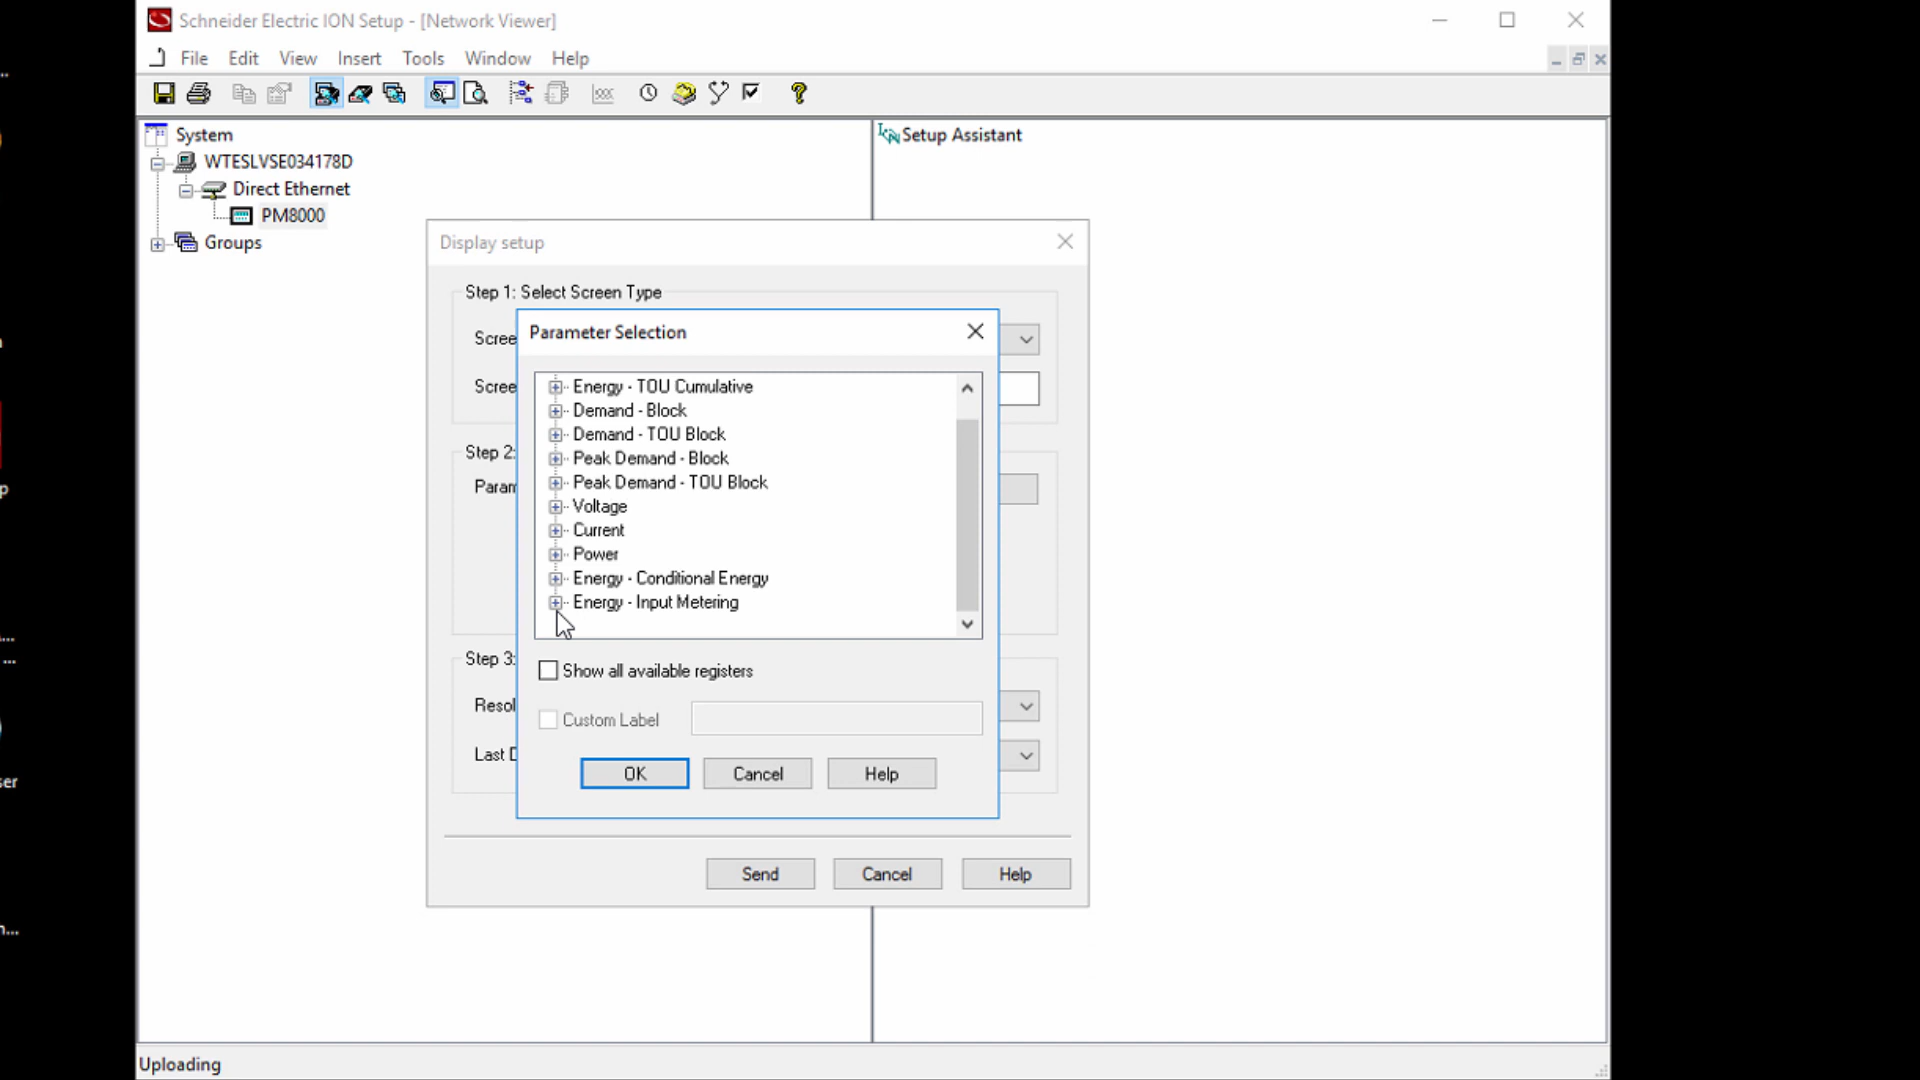 Schneider Electric ION Setup - [Network Viewer]
File Edit View Insert Tools Window Help
System
WTESLVSE034178D
Direct Ethernet
PM8000
Groups
Setup Assistant
Display setup
Step 1: Select Screen Type
Scree
Scree
Step 2:
Param
Step 3:
Resol
Last D
Parameter Selection
Energy - TOU Cumulative
Demand - Block
Demand - TOU Block
Peak Demand - Block
Peak Demand - TOU Block
Voltage
Current
Power
Energy - Conditional Energy
Energy - Input Metering
Show all available registers
Custom Label
OK Cancel Help
Send Cancel Help
Uploading
p
ser